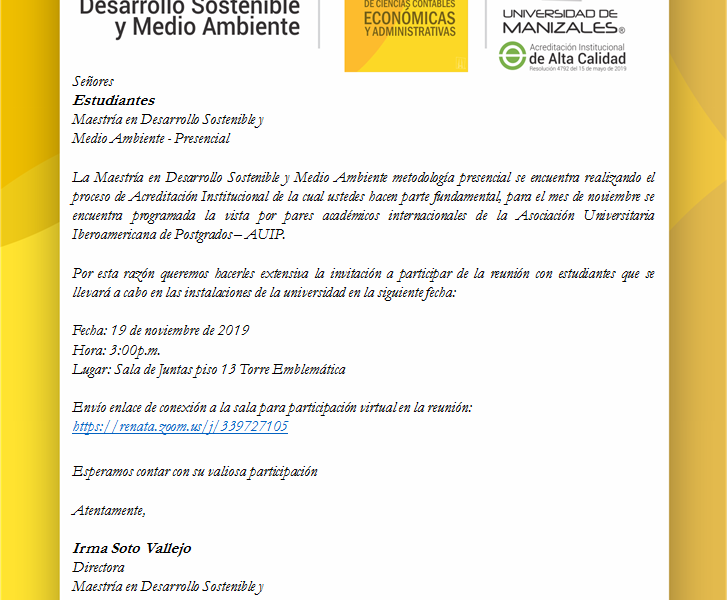 Desarrollo Sostenible
y Medio Ambiente
DE CIENCIAS CONTABLES
ECONÓMICAS
Y ADMINISTRATIVAS
UNIVERSIDAD DE
MANIZALES®
Acreditación Institucional
de Alta Calidad
Resolución 4792 del 15 de mayo de 2019
Señores
Estudiantes
Maestría en Desarrollo Sostenible y
Medio Ambiente - Presencial
La Maestría en Desarrollo Sostenible y Medio Ambiente metodología presencial se encuentra realizando el
proceso de Acreditación Institucional de la cual ustedes hacen parte fundamental, para el mes de noviembre se
encuentra programada la vista por pares académicos internacionales de la Asociación Universitaria
Iberoamericana de Postgrados – AUIP.
Por esta razón queremos hacerles extensiva la invitación a participar de la reunión con estudiantes que se
llevará a cabo en las instalaciones de la universidad en la siguiente fecha:
Fecha: 19 de noviembre de 2019
Hora: 3:00p.m.
Lugar: Sala de Juntas piso 13 Torre Emblemática
Envío enlace de conexión a la sala para participación virtual en la reunión:
https://renata.zoom.us/j/339727105
Esperamos contar con su valiosa participación
Atentamente,
Irma Soto Vallejo
Directora
Maestría en Desarrollo Sostenible y